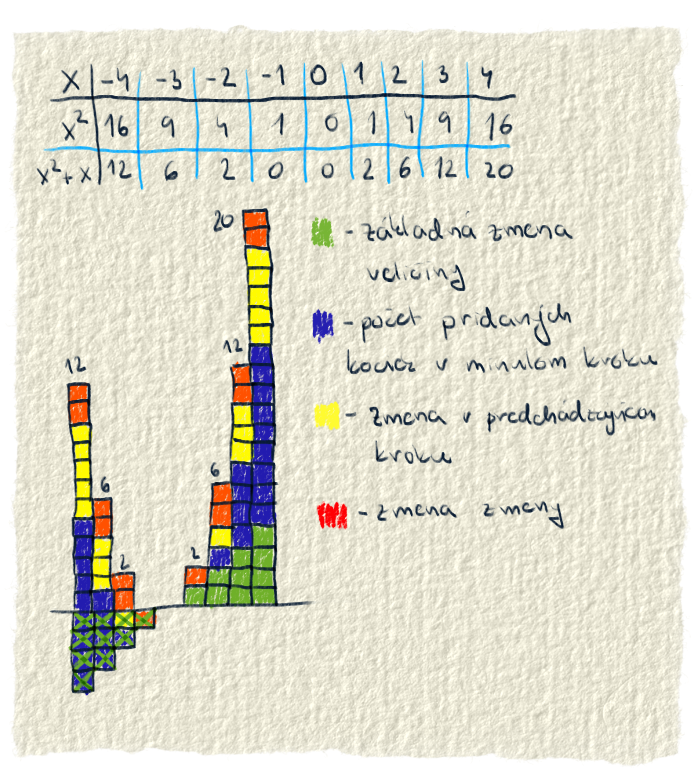 x -4 -3 -2 -1 0 1 2 3 4
x² 16 9 4 1 0 1 4 9 16
x²+x 12 6 2 0 0 2 6 12 20
20
- základná zmena
veličiny
12
- počet pridaných
kociek v minulom kroku
12
- zmena v predchádzajúcom
kroku
6
6
- zmena zmeny
2
2